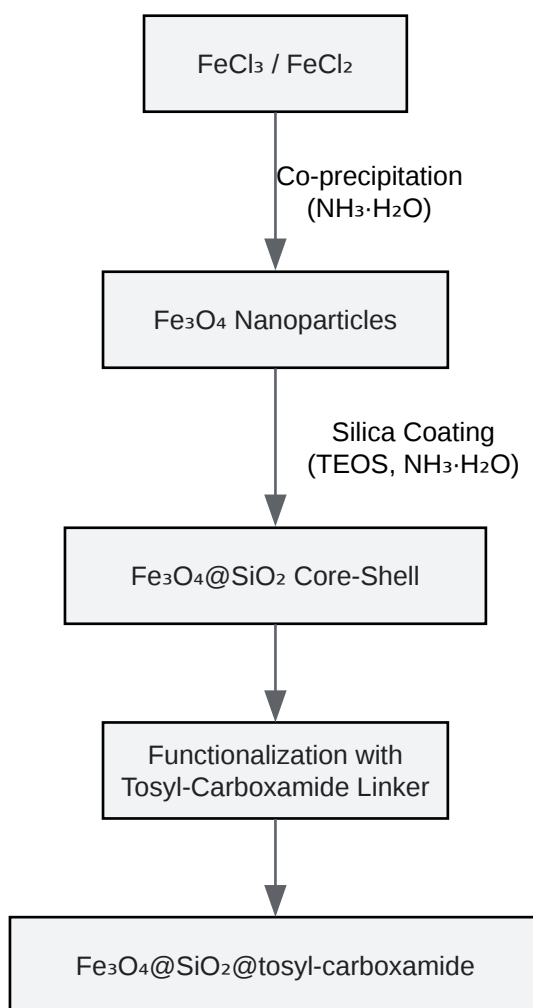 FeCl₃ / FeCl₂
Co-precipitation
(NH₃·H₂O)
Fe₃O₄ Nanoparticles
Silica Coating
(TEOS, NH₃·H₂O)
Fe₃O₄@SiO₂ Core-Shell
Functionalization with
Tosyl-Carboxamide Linker
Fe₃O₄@SiO₂@tosyl-carboxamide